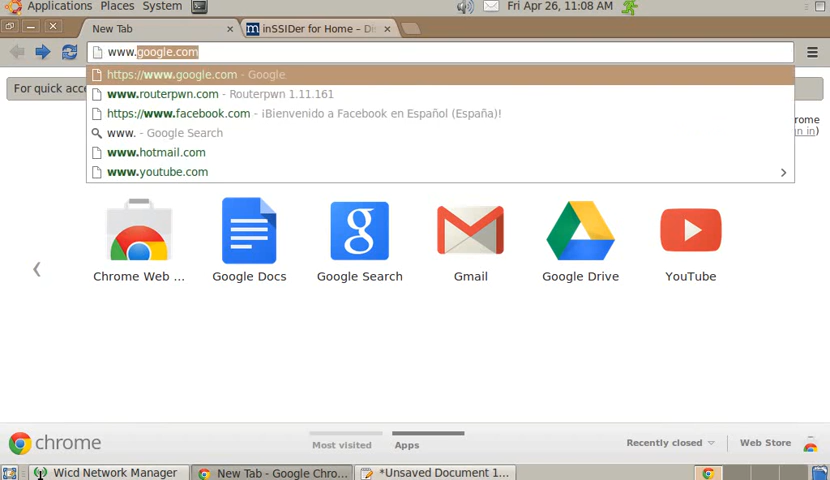 Applications Places System Fri Apr 26, 11:08 AM
New Tab × inSSIDer for Home – Di ×
www.google.com
https://www.google.com - Google
For quick acce
www.routerpwn.com - Routerpwn 1.11.161
https://www.facebook.com - ¡Bienvenido a Facebook en Español (España)!
rome
www. - Google Search
in in)
www.hotmail.com
www.youtube.com
Chrome Web ... Google Docs Google Search Gmail Google Drive YouTube
chrome Most visited Apps Recently closed Web Store
Wicd Network Manager New Tab - Google Chro... *Unsaved Document 1...